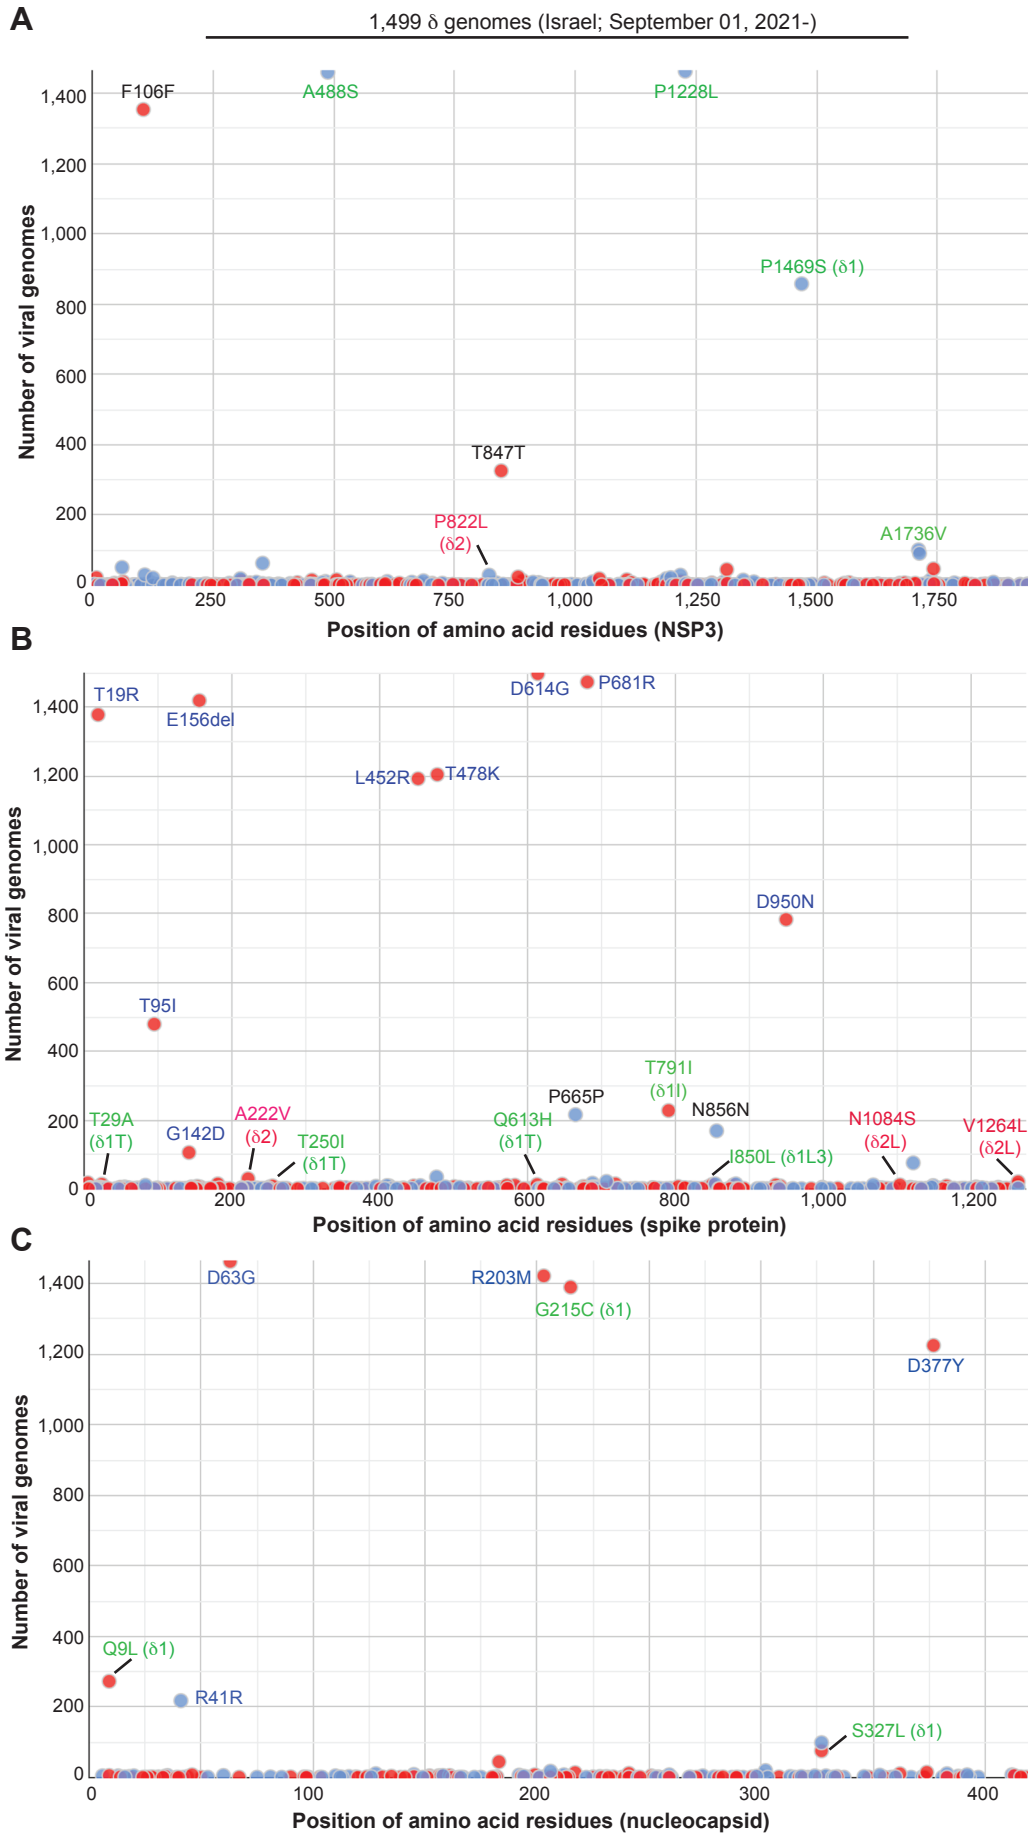 A
1,499 δ genomes (Israel; September 01, 2021-)
Number of viral genomes
1,400
1,200
1,000
800
600
400
200
0
F106F
A488S
P1228L
P1469S (δ1)
T847T
P822L
(δ2)
A1736V
0 250 500 750 1,000 1,250 1,500 1,750
Position of amino acid residues (NSP3)
B
Number of viral genomes
1,400
1,200
1,000
800
600
400
200
0
T19R
E156del
D614G
P681R
L452R
T478K
D950N
T95I
T791I
(δ1I)
P665P
N856N
T29A
(δ1T)
G142D
A222V
(δ2)
T250I
(δ1T)
Q613H
(δ1T)
I850L (δ1L3)
N1084S
(δ2L)
V1264L
(δ2L)
0 200 400 600 800 1,000 1,200
Position of amino acid residues (spike protein)
C
Number of viral genomes
1,400
1,200
1,000
800
600
400
200
0
D63G
R203M
G215C (δ1)
D377Y
Q9L (δ1)
R41R
S327L (δ1)
0 100 200 300 400
Position of amino acid residues (nucleocapsid)